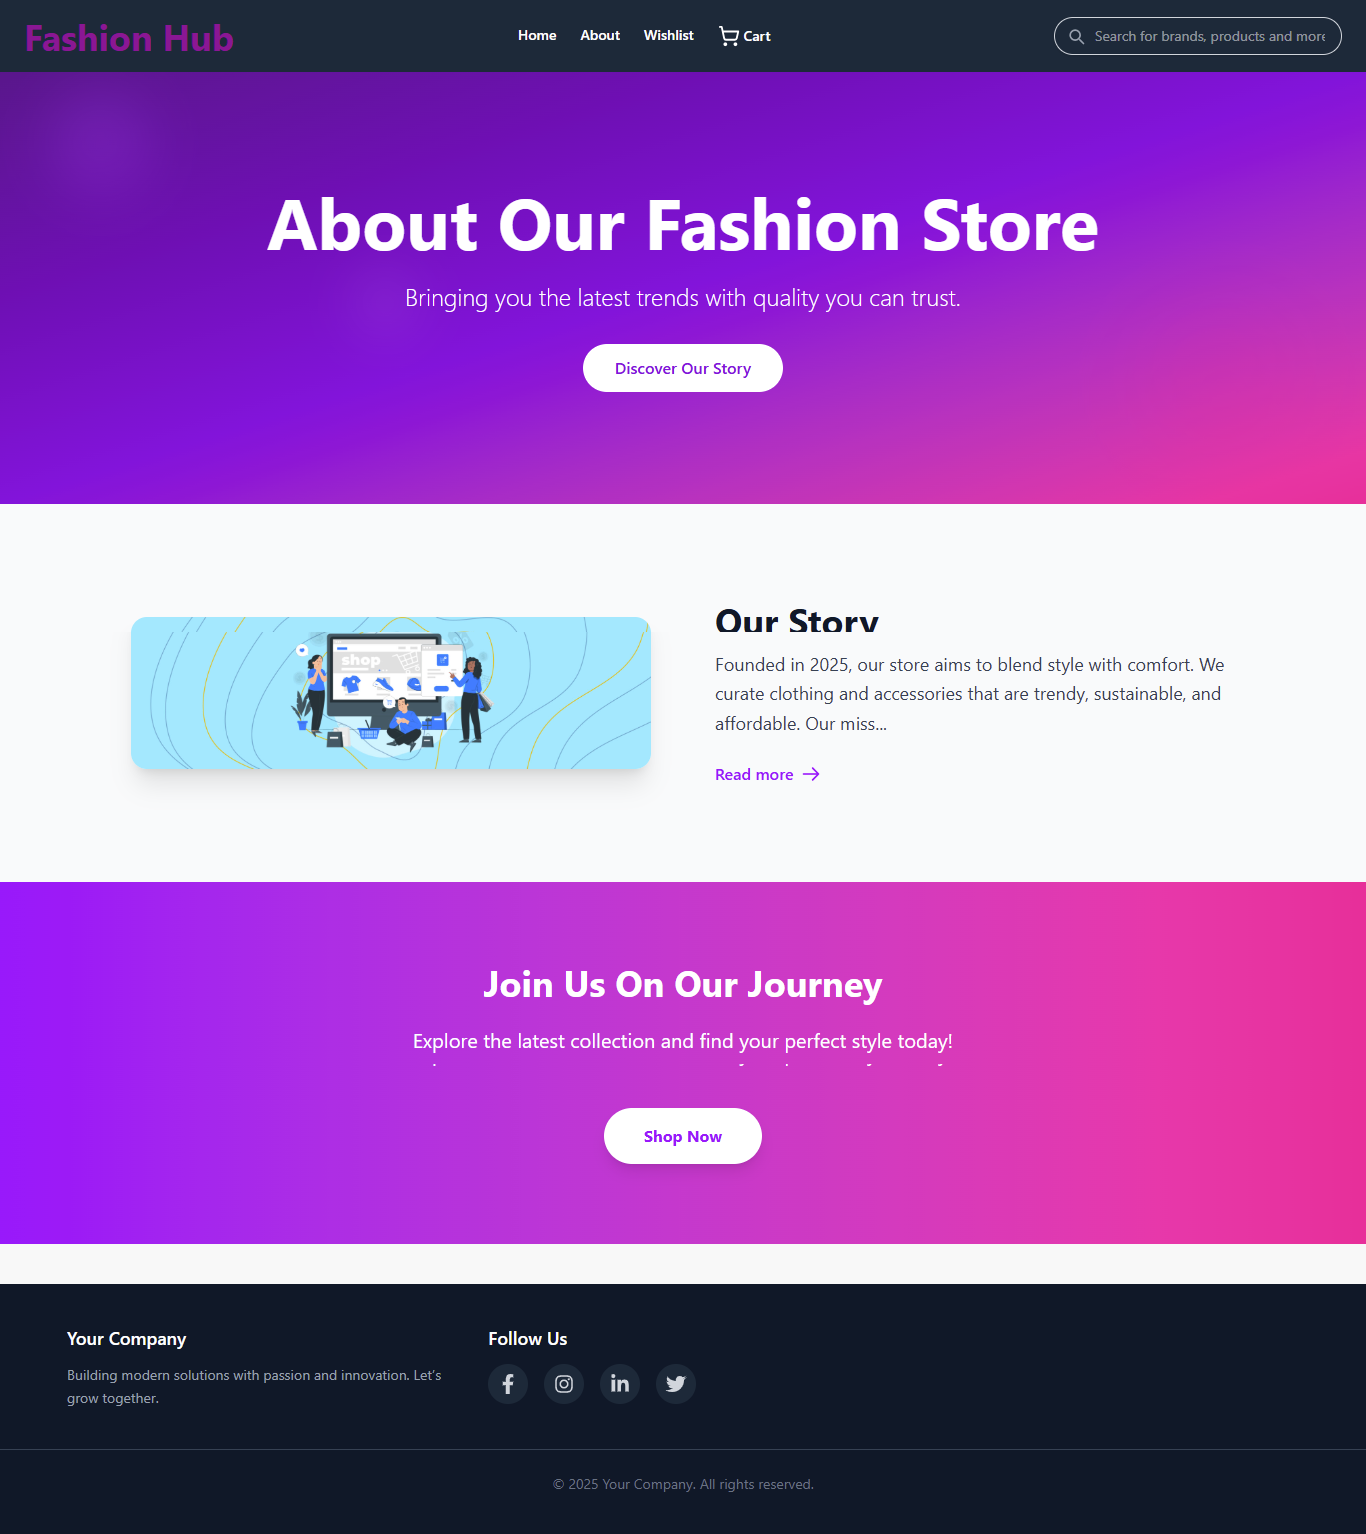 Fashion Hub
Home
About
Wishlist
Cart
Search for brands, products and more
About Our Fashion Store
Bringing you the latest trends with quality you can trust.
Discover Our Story
shop
Our Story
Founded in 2025, our store aims to blend style with comfort. We
curate clothing and accessories that are trendy, sustainable, and
affordable. Our miss...
Read more
Join Us On Our Journey
Explore the latest collection and find your perfect style today!
Shop Now
Your Company
Building modern solutions with passion and innovation. Let's
grow together.
Follow Us
© 2025 Your Company. All rights reserved.